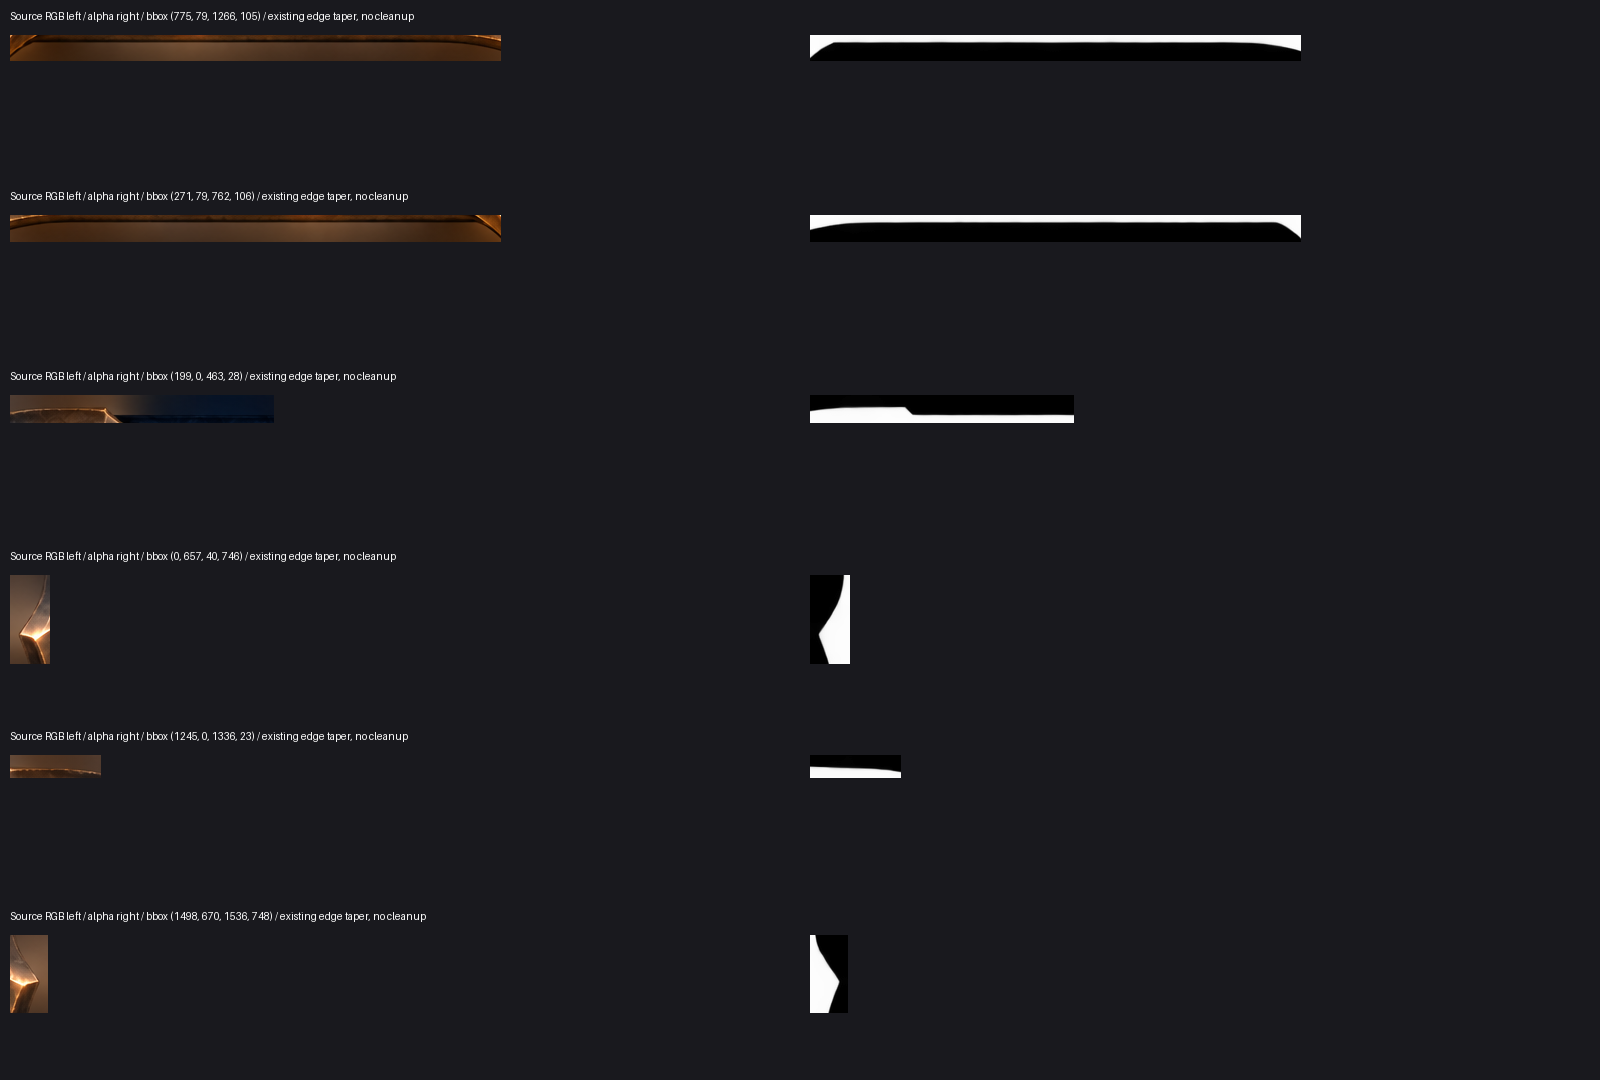 Source RGB left / alpha right / bbox (775, 79, 1266, 105) / existing edge taper, no cleanup
Source RGB left / alpha right / bbox (271, 79, 762, 106) / existing edge taper, no cleanup
Source RGB left / alpha right / bbox (199, 0, 463, 28) / existing edge taper, no cleanup
Source RGB left / alpha right / bbox (0, 657, 40, 746) / existing edge taper, no cleanup
Source RGB left / alpha right / bbox (1245, 0, 1336, 23) / existing edge taper, no cleanup
Source RGB left / alpha right / bbox (1498, 670, 1536, 748) / existing edge taper, no cleanup